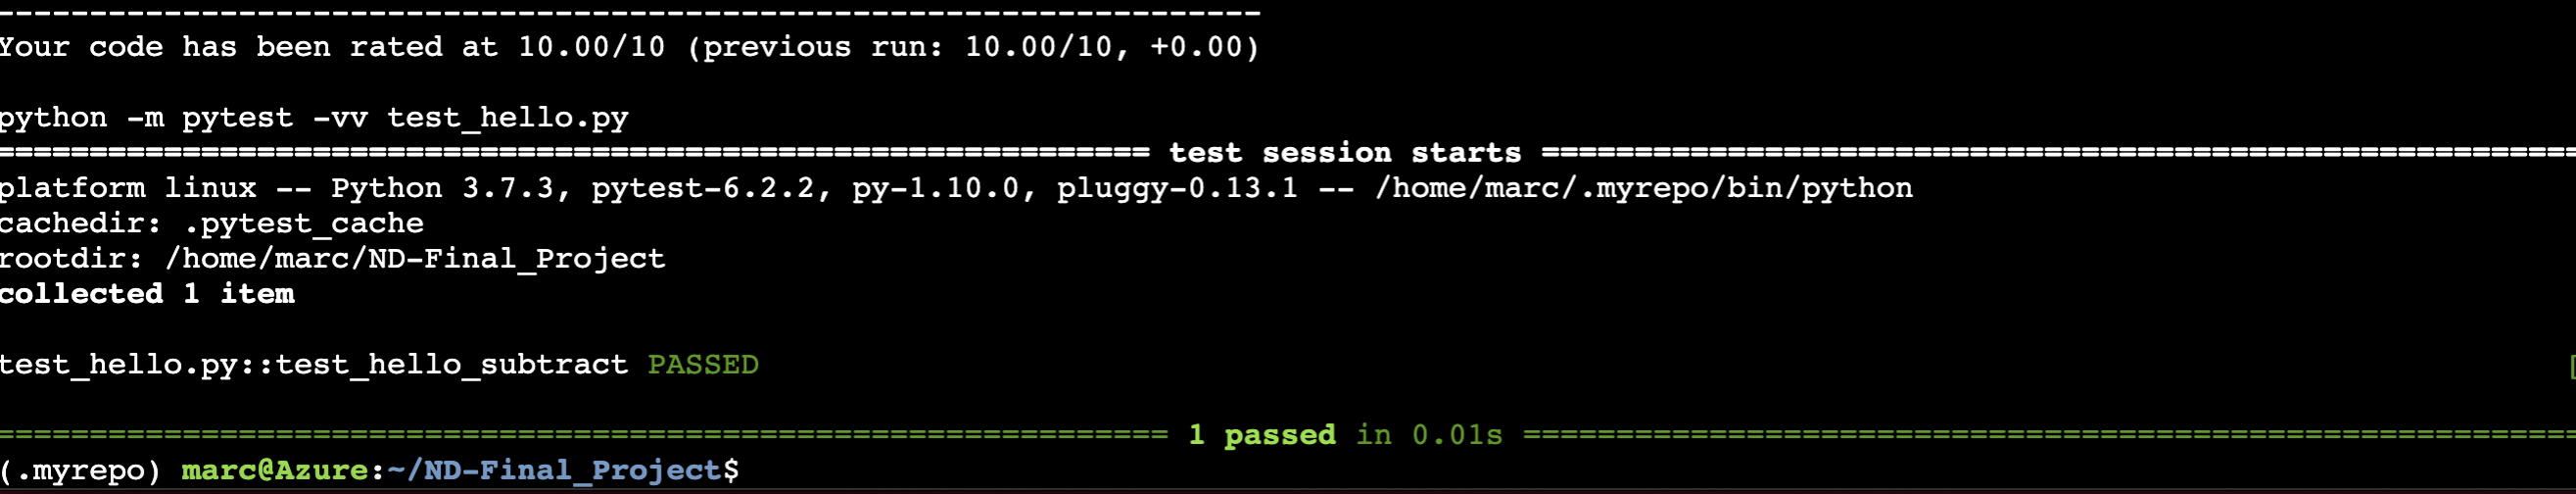 --------------------------------------------------------------------
Your code has been rated at 10.00/10 (previous run: 10.00/10, +0.00)
python -m pytest -vv test_hello.py
============================================================== test session starts ========================================================
platform linux -- Python 3.7.3, pytest-6.2.2, py-1.10.0, pluggy-0.13.1 -- /home/marc/.myrepo/bin/python
cachedir: .pytest_cache
rootdir: /home/marc/ND-Final_Project
collected 1 item
test_hello.py::test_hello_subtract PASSED [
=============================================================== 1 passed in 0.01s =========================================================
(.myrepo) marc@Azure:~/ND-Final_Project$